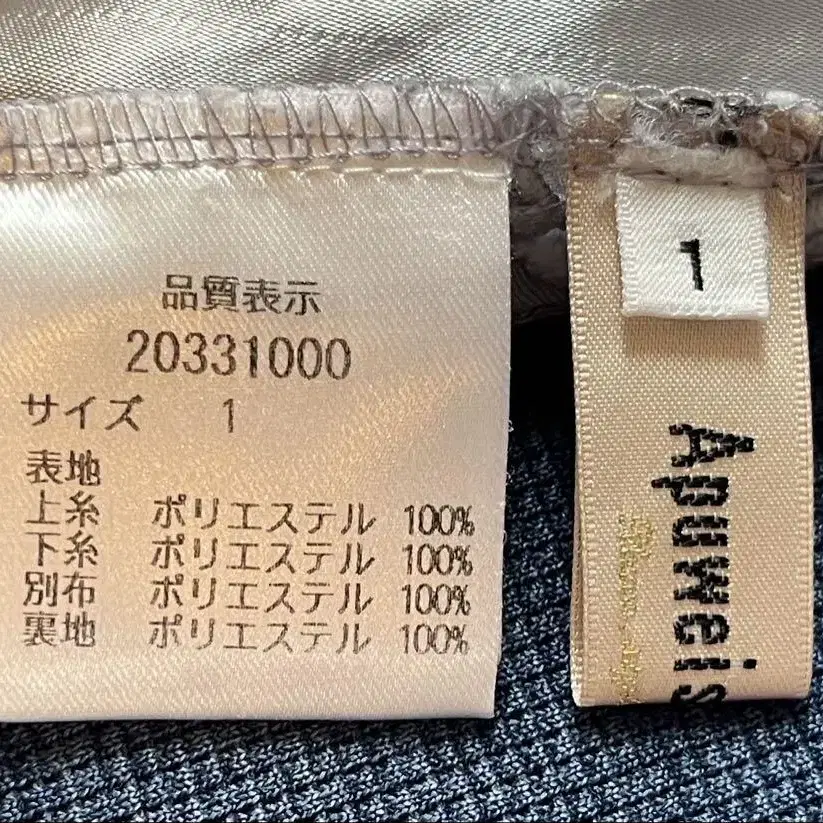 品質表示
20331000
サイズ 1
表地
上糸 ポリエステル 100%
下糸 ポリエステル 100%
別布 ポリエステル 100%
裏地 ポリエステル 100%
1
Apuweis